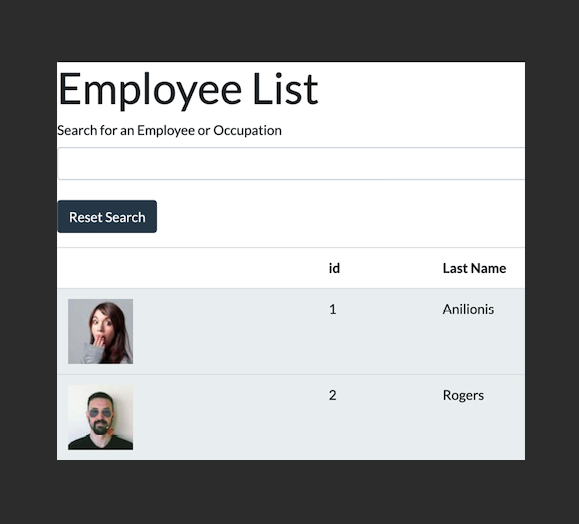 Employee List
Search for an Employee or Occupation
Reset Search
id Last Name
1 Anilionis
2 Rogers